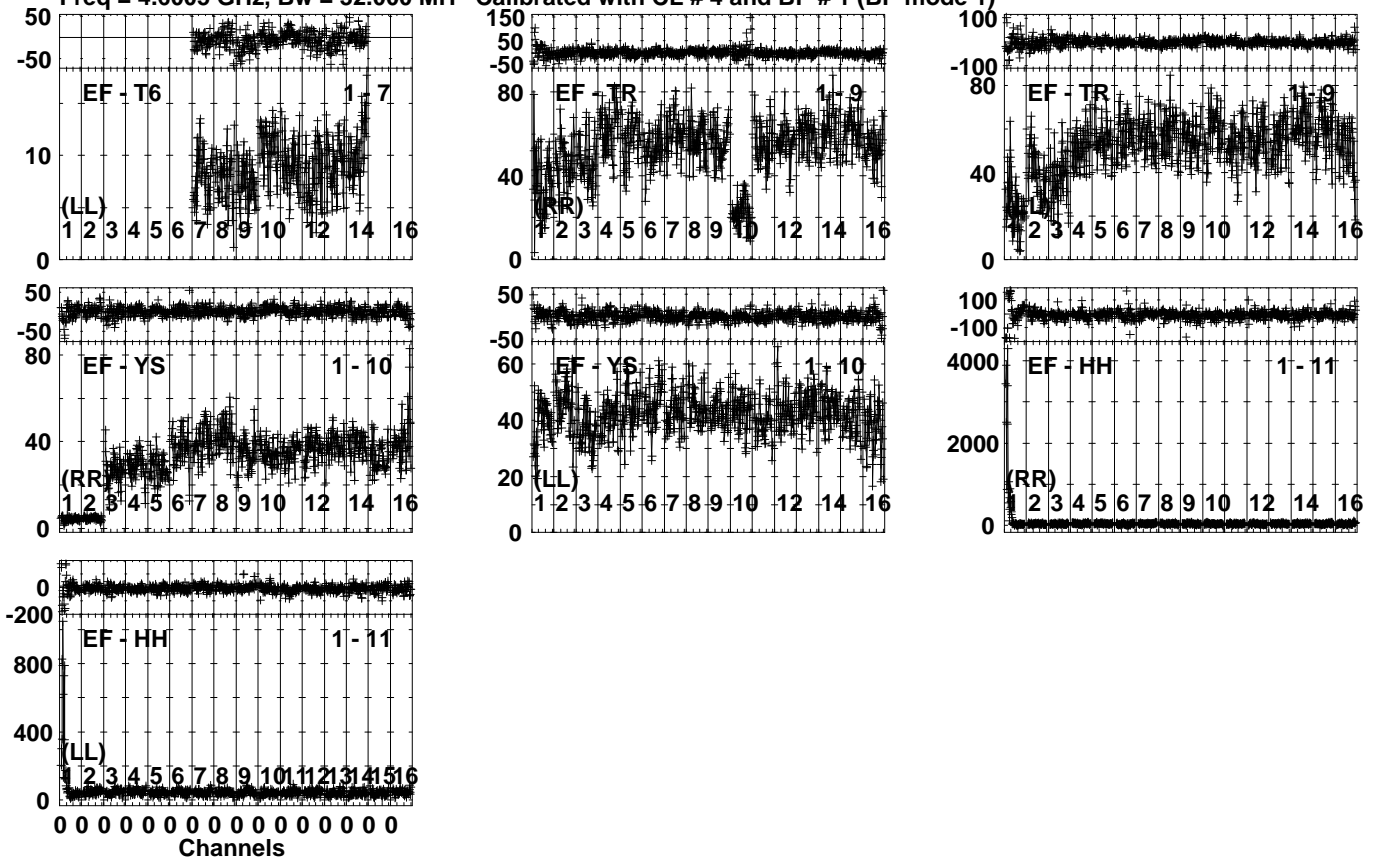 Freq = 4.6005 GHz, Bw = 32.000 MH Calibrated with CL # 4 and BP # 1 (BP mode 1)
50
-50
EF - T6 1 - 7
10
(LL)
1 2 3 4 5 6 7 8 9 10 12 14 16
0
150
50
-50
80
EF - TR 1 - 9
40
(RR)
1 2 3 4 5 6 7 8 9 10 12 14 16
0
100
-100
80
EF - TR 1 - 9
40
2 3 4 5 6 7 8 9 10 12 14 16
0
50
-50
80
EF - YS 1 - 10
40
(RR)
1 2 3 4 5 6 7 8 9 10 12 14 16
0
50
-50
60
EF - YS 1 - 10
40
20
(LL)
1 2 3 4 5 6 7 8 9 10 12 14 16
0
100
-100
4000
EF - HH 1 - 11
2000
(RR)
1 2 3 4 5 6 7 8 9 10 12 14 16
0
0
-200
EF - HH 1 - 11
800
400
(LL)
1 2 3 4 5 6 7 8 9 10 11 12 13 14 15 16
0
0 0 0 0 0 0 0 0 0 0 0 0 0 0 0 0
Channels